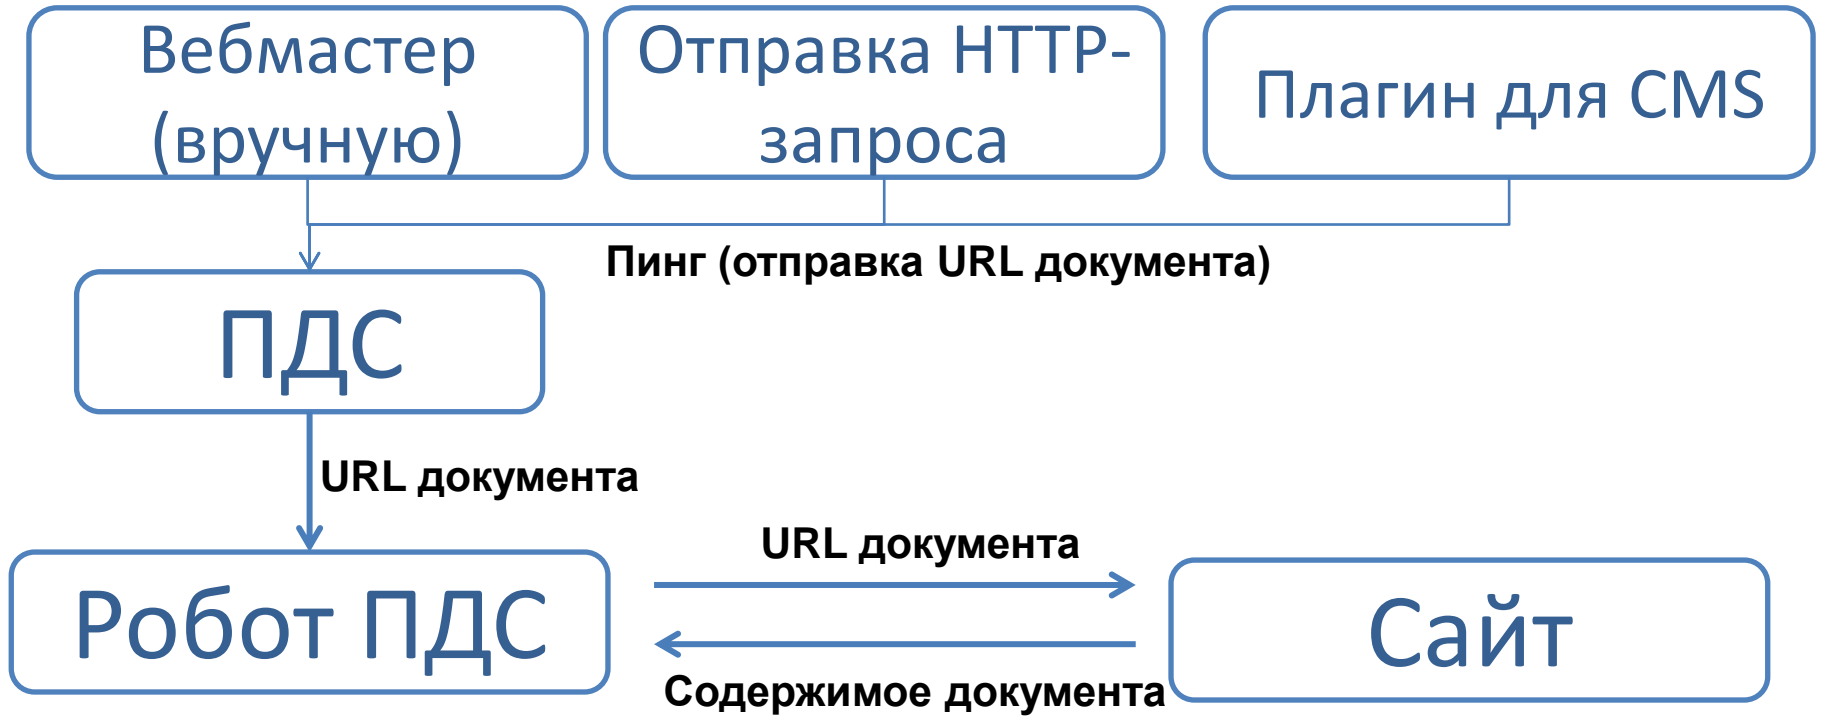 Вебмастер
(вручную)
Отправка HTTP-
запроса
Плагин для CMS
Пинг (отправка URL документа)
ПДС
URL документа
Робот ПДС
URL документа
Содержимое документа
Сайт